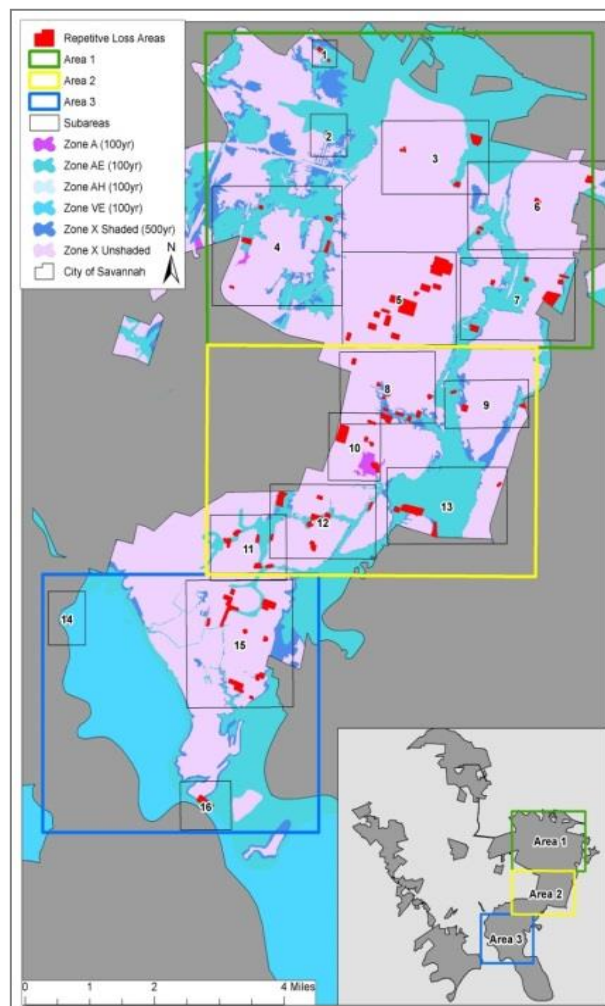 Repetitve Loss Areas
Area 1
Area 2
Area 3
Subareas
Zone A (100yr)
Zone AE (100yr)
Zone AH (100yr)
Zone VE (100yr)
Zone X Shaded (500yr)
Zone X Unshaded
City of Savannah
N
1
2
3
4
5
6
7
8
9
10
11
12
13
14
15
16
Area 1
Area 2
Area 3
0 1 2 4 Miles